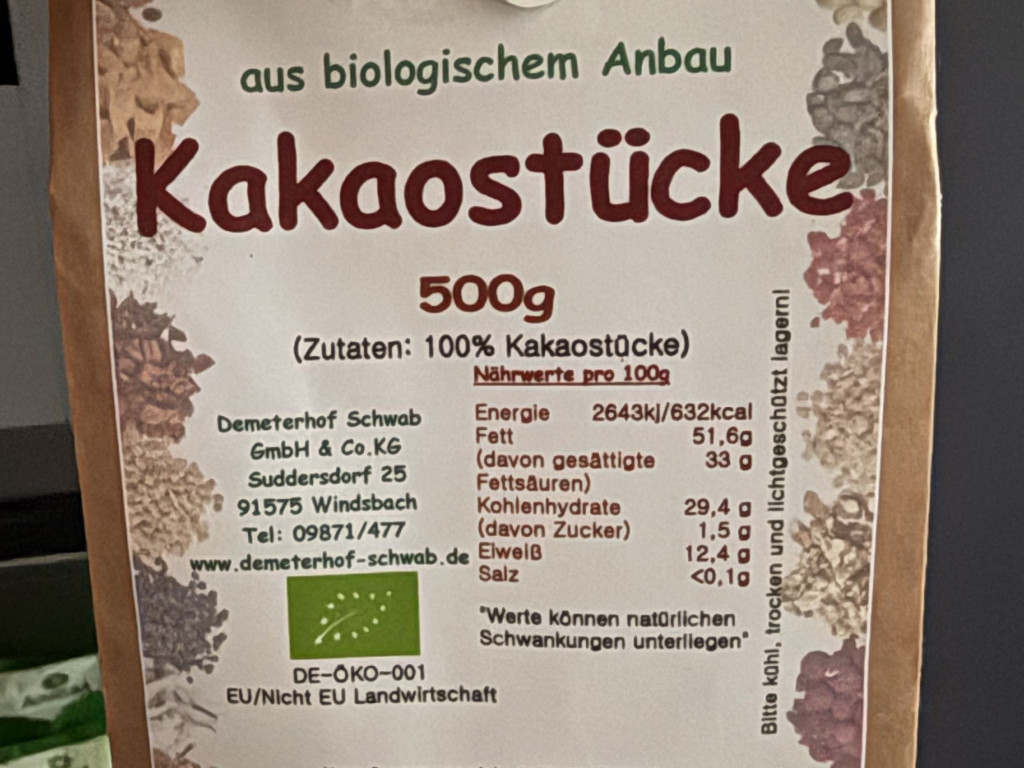 aus biologischem Anbau
Kakaostücke
500g
(Zutaten: 100% Kakaostücke)
Nährwerte pro 100g
Energie 2643kj/632kcal
Fett 51,6g
(davon gesättigte 33 g
Fettsäuren)
Kohlenhydrate 29,4 g
(davon Zucker) 1,5 g
Eiweiß 12,4 g
Salz <0,1g
"Werte können natürlichen
Schwankungen unterliegen"
Demeterhof Schwab
GmbH & Co.KG
Suddersdorf 25
91575 Windsbach
Tel: 09871/477
www.demeterhof-schwab.de
DE-ÖKO-001
EU/Nicht EU Landwirtschaft
Bitte kühl, trocken und lichtgeschützt lagern!